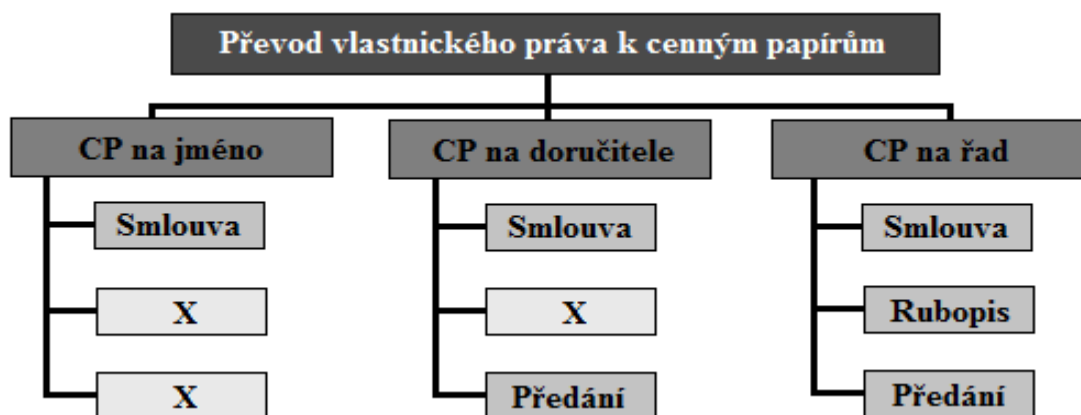 Převod vlastnického práva k cenným papírům
CP na jméno
CP na doručitele
CP na řad
Smlouva
Smlouva
Smlouva
X
X
Rubopis
X
Předání
Předání